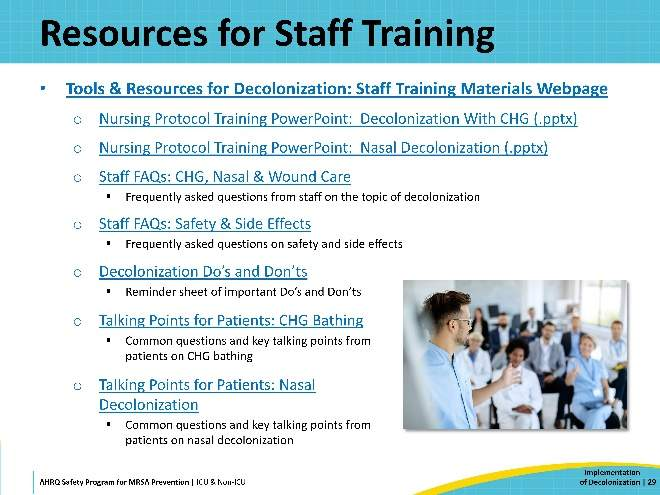 Resources for Staff Training
• Tools & Resources for Decolonization: Staff Training Materials Webpage
o Nursing Protocol Training PowerPoint: Decolonization With CHG (.pptx)
o Nursing Protocol Training PowerPoint: Nasal Decolonization (.pptx)
o Staff FAQs: CHG, Nasal & Wound Care
▪ Frequently asked questions from staff on the topic of decolonization
o Staff FAQs: Safety & Side Effects
▪ Frequently asked questions on safety and side effects
o Decolonization Do’s and Don’ts
▪ Reminder sheet of important Do’s and Don’ts
o Talking Points for Patients: CHG Bathing
▪ Common questions and key talking points from
patients on CHG bathing
o Talking Points for Patients: Nasal
Decolonization
▪ Common questions and key talking points from
patients on nasal decolonization
AHRQ Safety Program for MRSA Prevention | ICU & Non-ICU
Implementation
of Decolonization | 29